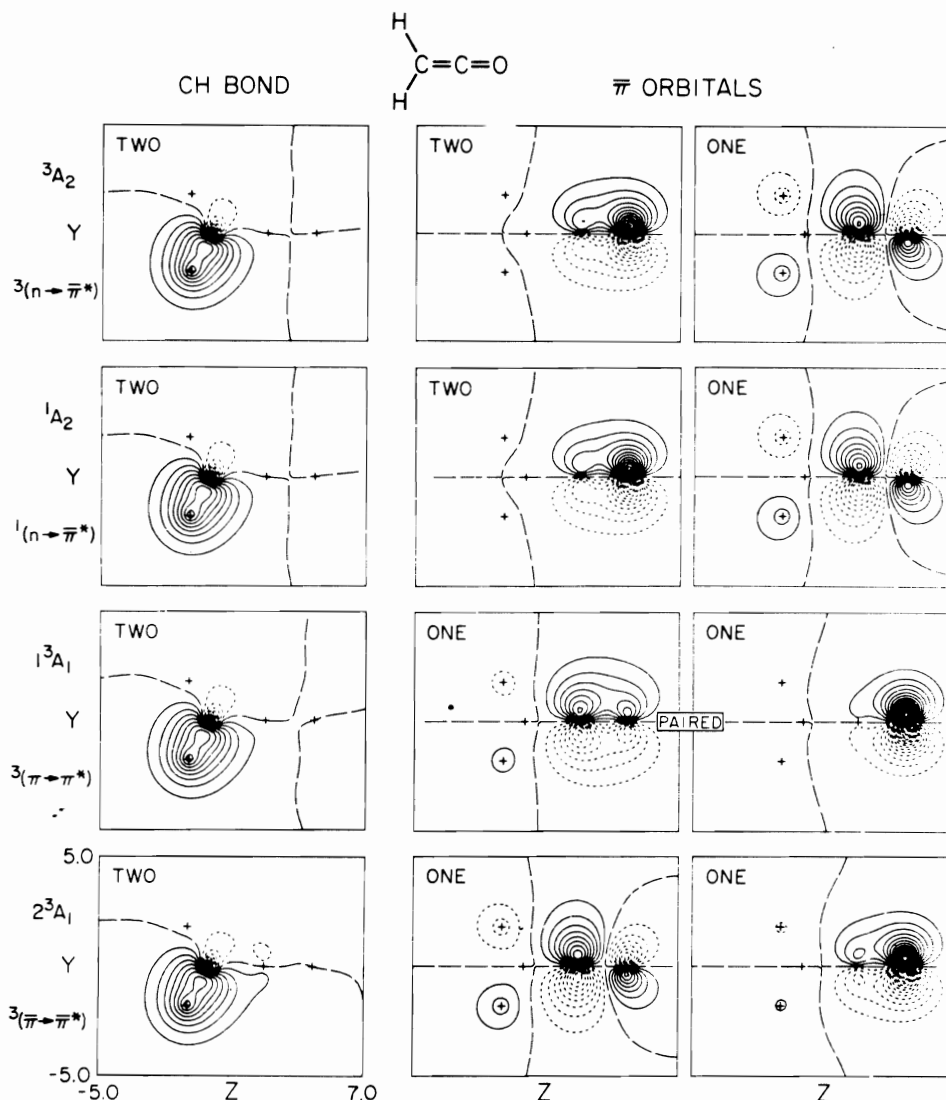 H
C=C=O
H
CH BOND
π̄ ORBITALS
³A₂
Y
³(n→π̄*)
TWO
TWO
ONE
¹A₂
Y
¹(n→π̄*)
TWO
TWO
ONE
1³A₁
Y
³(π→π*)
TWO
ONE
PAIRED
5.0
2³A₁
Y
³(π̄→π̄*)
-5.0
TWO
ONE
ONE
-5.0 Z 7.0
Z
Z